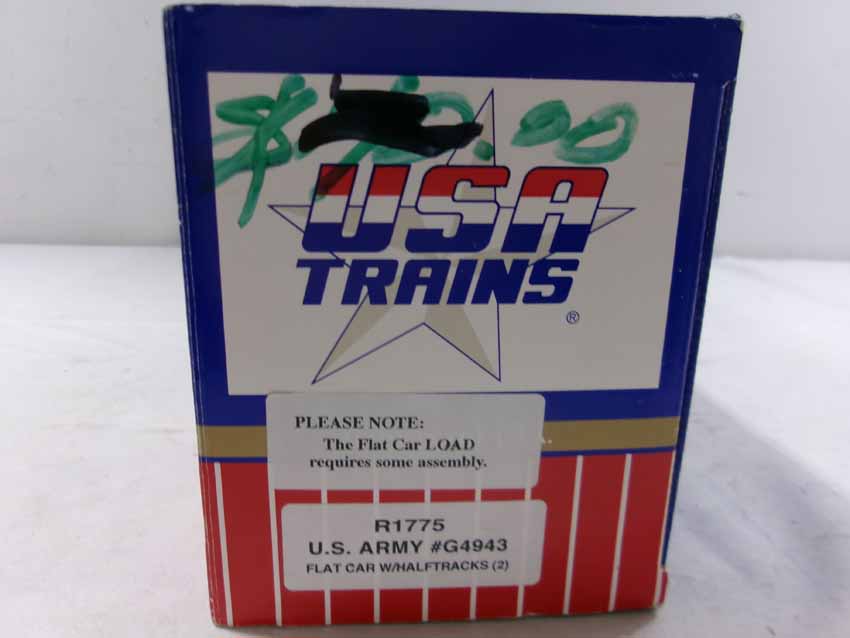 USA
TRAINS
®
PLEASE NOTE:
The Flat Car LOAD
requires some assembly.
R1775
U.S. ARMY #G4943
FLAT CAR W/HALFTRACKS (2)